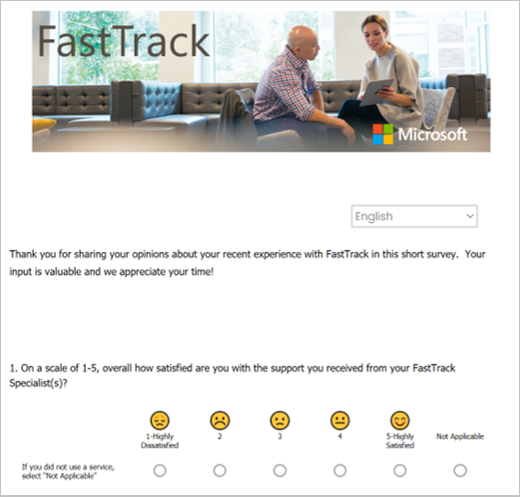 FastTrack
Microsoft
English
Thank you for sharing your opinions about your recent experience with FastTrack in this short survey.  Your
input is valuable and we appreciate your time!
1. On a scale of 1-5, overall how satisfied are you with the support you received from your FastTrack
Specialist(s)?
1-Highly
Dissatisfied
2
3
4
5-Highly
Satisfied
Not Applicable
If you did not use a service,
select "Not Applicable"